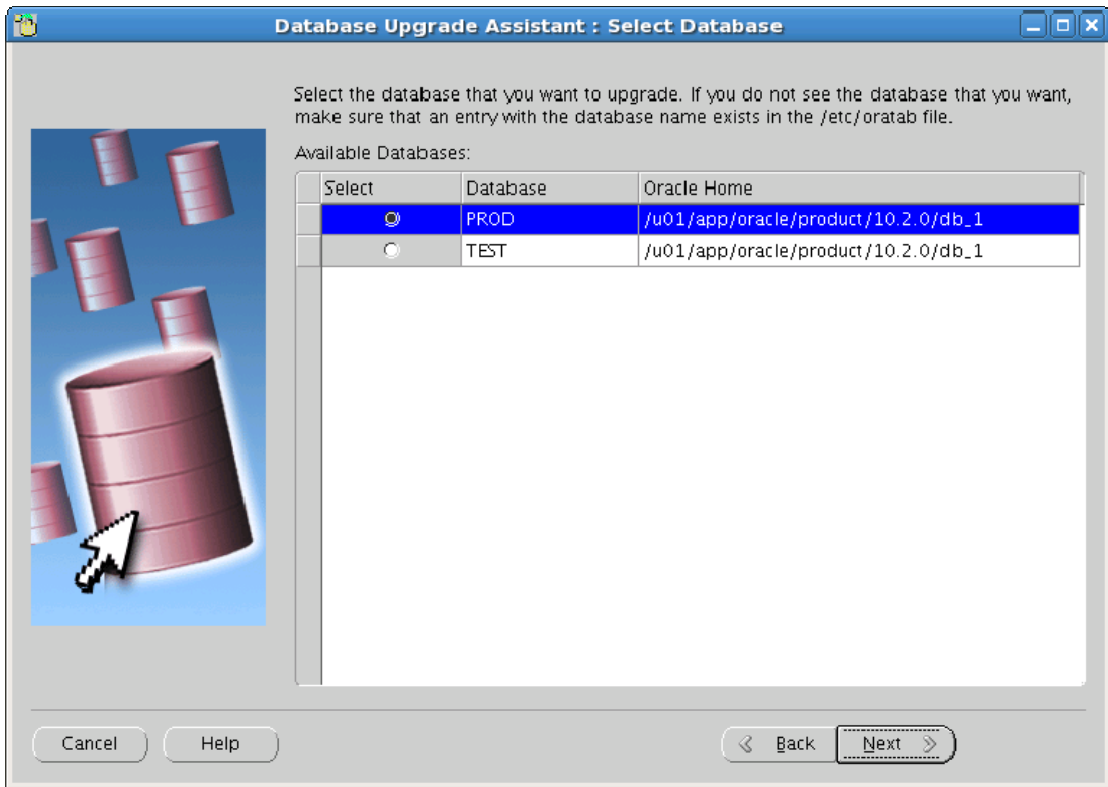 Database Upgrade Assistant : Select Database
Select the database that you want to upgrade. If you do not see the database that you want,
make sure that an entry with the database name exists in the /etc/oratab file.
Available Databases:
Select Database Oracle Home
PROD /u01/app/oracle/product/10.2.0/db_1
TEST /u01/app/oracle/product/10.2.0/db_1
Cancel Help Back Next